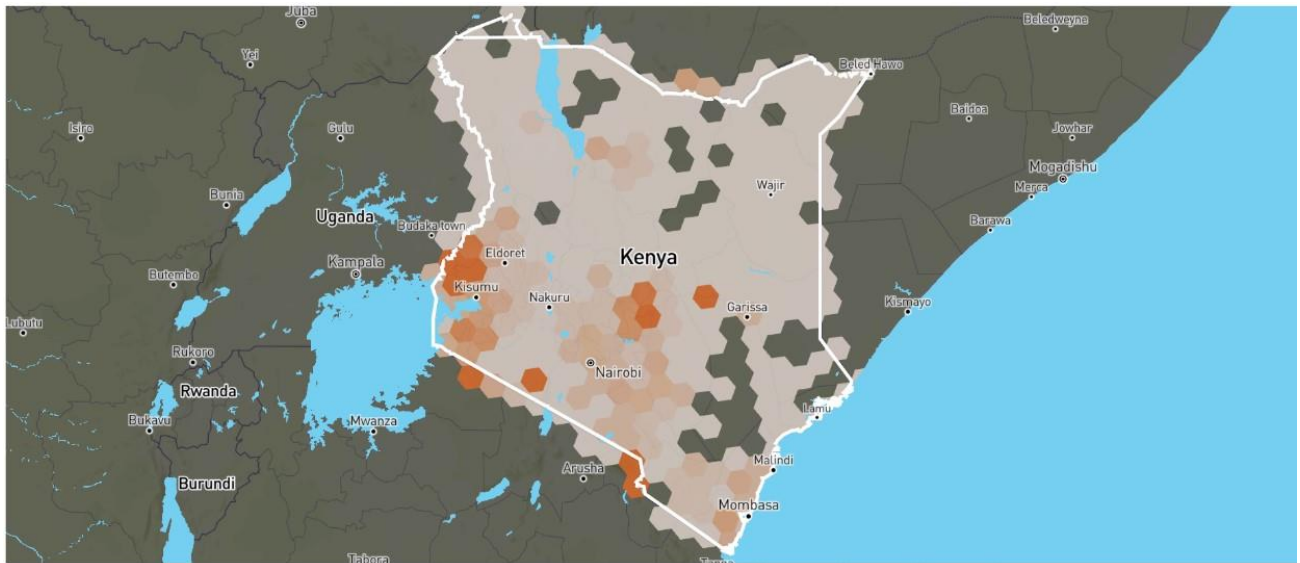 Juba
Beledweyne
Yei
Beled Hawo
Baidoa
Isiro
Gulu
Jowhar
Mogadishu
Bunia
Wajir
Merca
Uganda
Budaka town
Barawa
Kampala
Eldoret
Kenya
Butembo
Kisumu
Nakuru
Garissa
Kismayo
Lubutu
Rukoro
Nairobi
Rwanda
Bukavu
Mwanza
Lamu
Arusha
Malindi
Burundi
Mombasa
Tabora